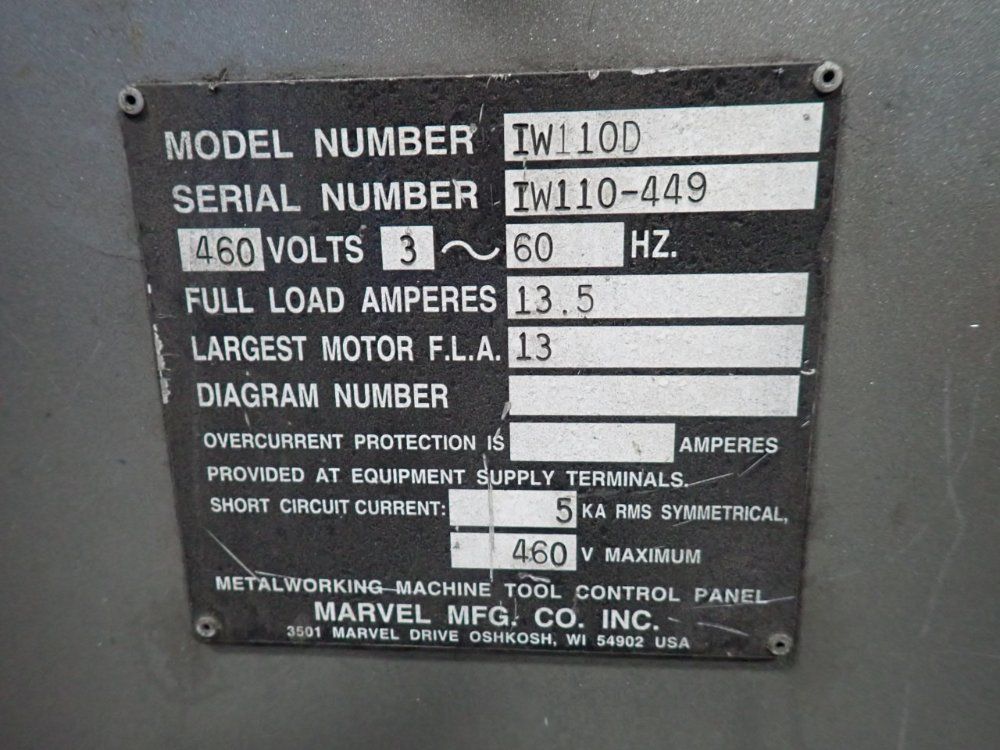 MODEL NUMBER IW110D
SERIAL NUMBER IW110-449
460 VOLTS 3 ~ 60 HZ.
FULL LOAD AMPERES 13.5
LARGEST MOTOR F.L.A. 13
DIAGRAM NUMBER
OVERCURRENT PROTECTION IS AMPERES
PROVIDED AT EQUIPMENT SUPPLY TERMINALS.
SHORT CIRCUIT CURRENT: 5 KA RMS SYMMETRICAL,
460 V MAXIMUM
METALWORKING MACHINE TOOL CONTROL PANEL
MARVEL MFG. CO. INC.
3501 MARVEL DRIVE OSHKOSH, WI 54902 USA